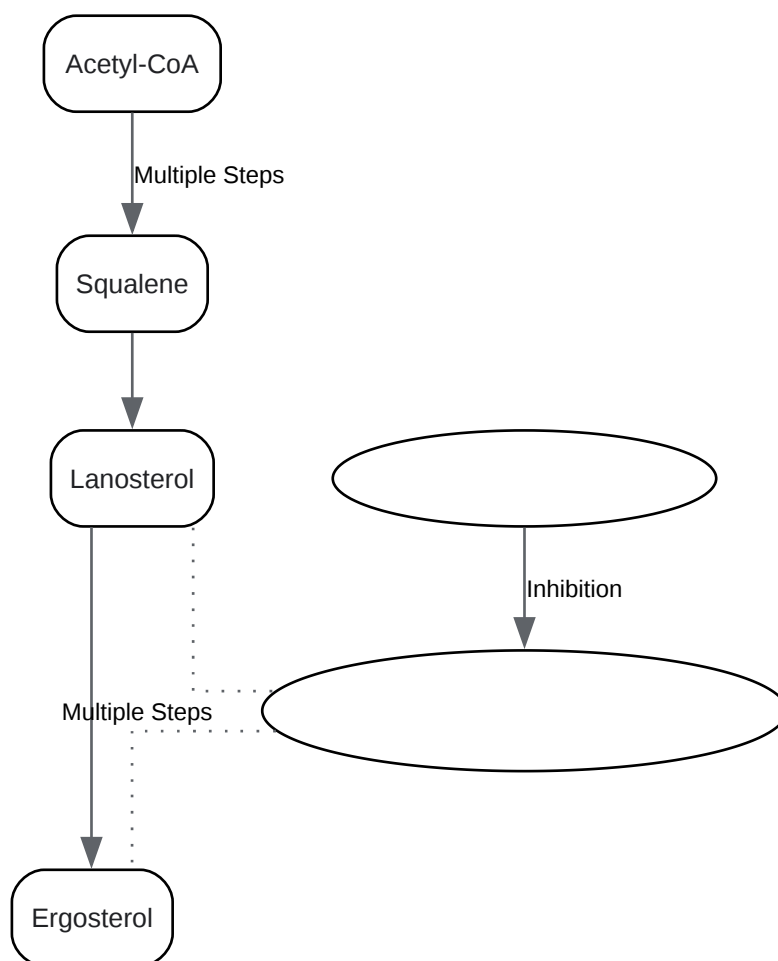 Acetyl-CoA
Multiple Steps
Squalene
Lanosterol
Inhibition
Multiple Steps
Ergosterol